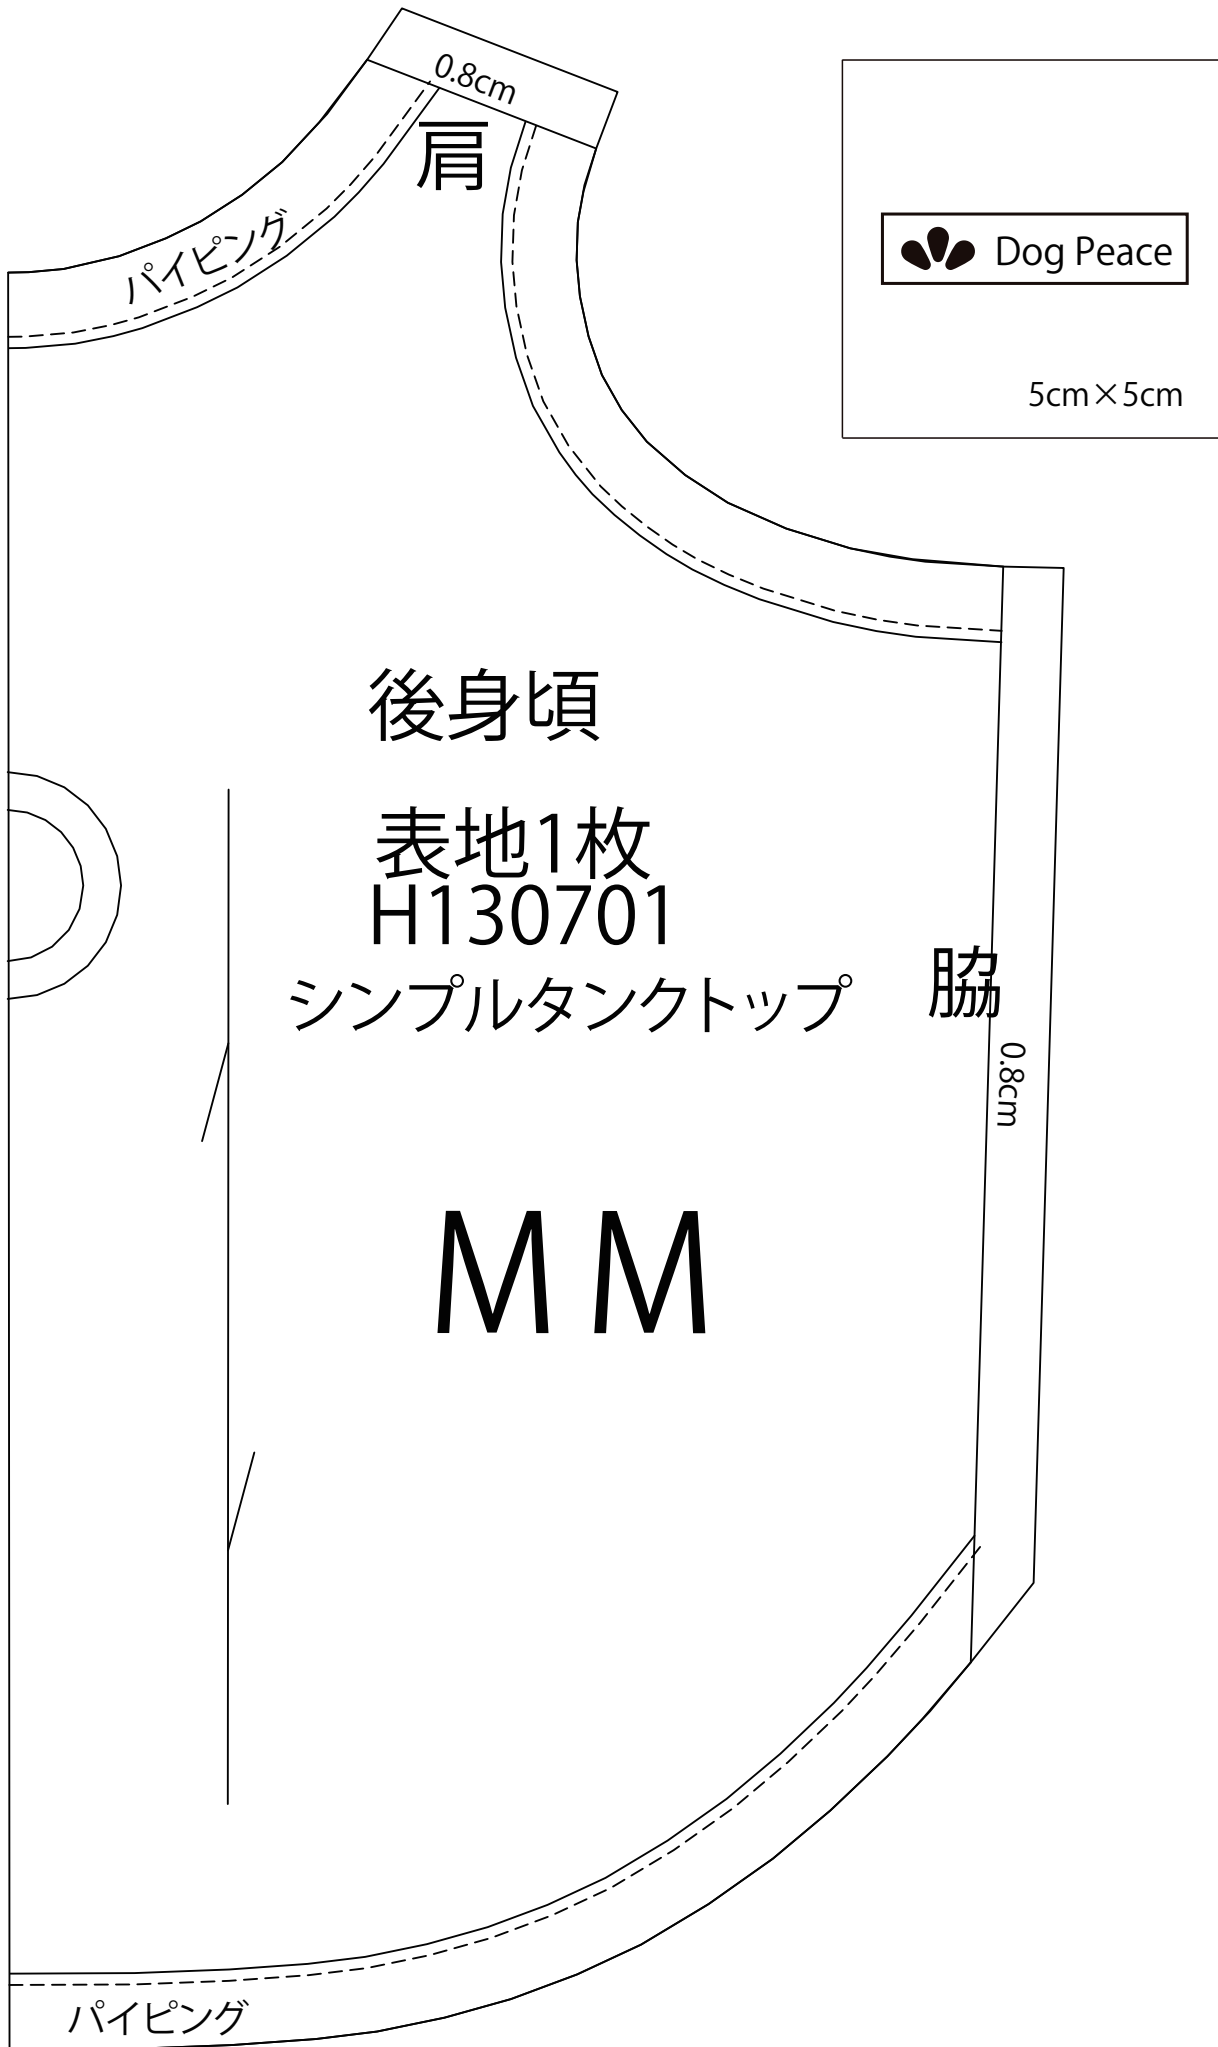 0.8cm
肩
パイピング
Dog Peace
5cm×5cm
後身頃
表地1枚
H130701
シンプルタンクトップ
脇
0.8cm
ＭＭ
パイピング